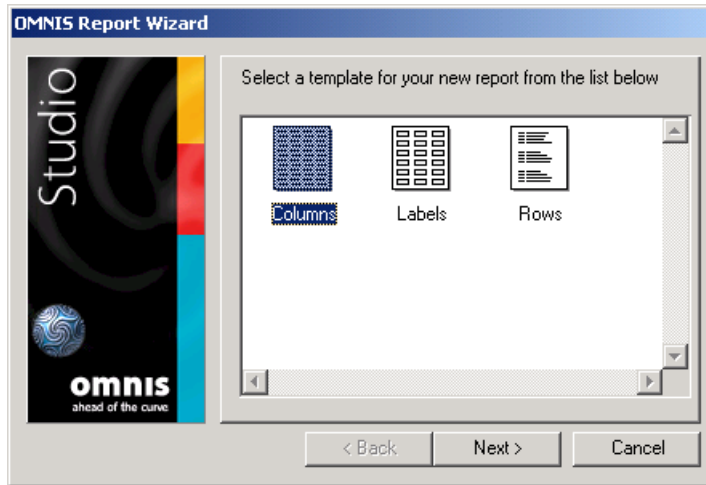 OMNIS Report Wizard
Studio
Select a template for your new report from the list below
Columns
Labels
Rows
omnis
ahead of the curve
< Back
Next >
Cancel